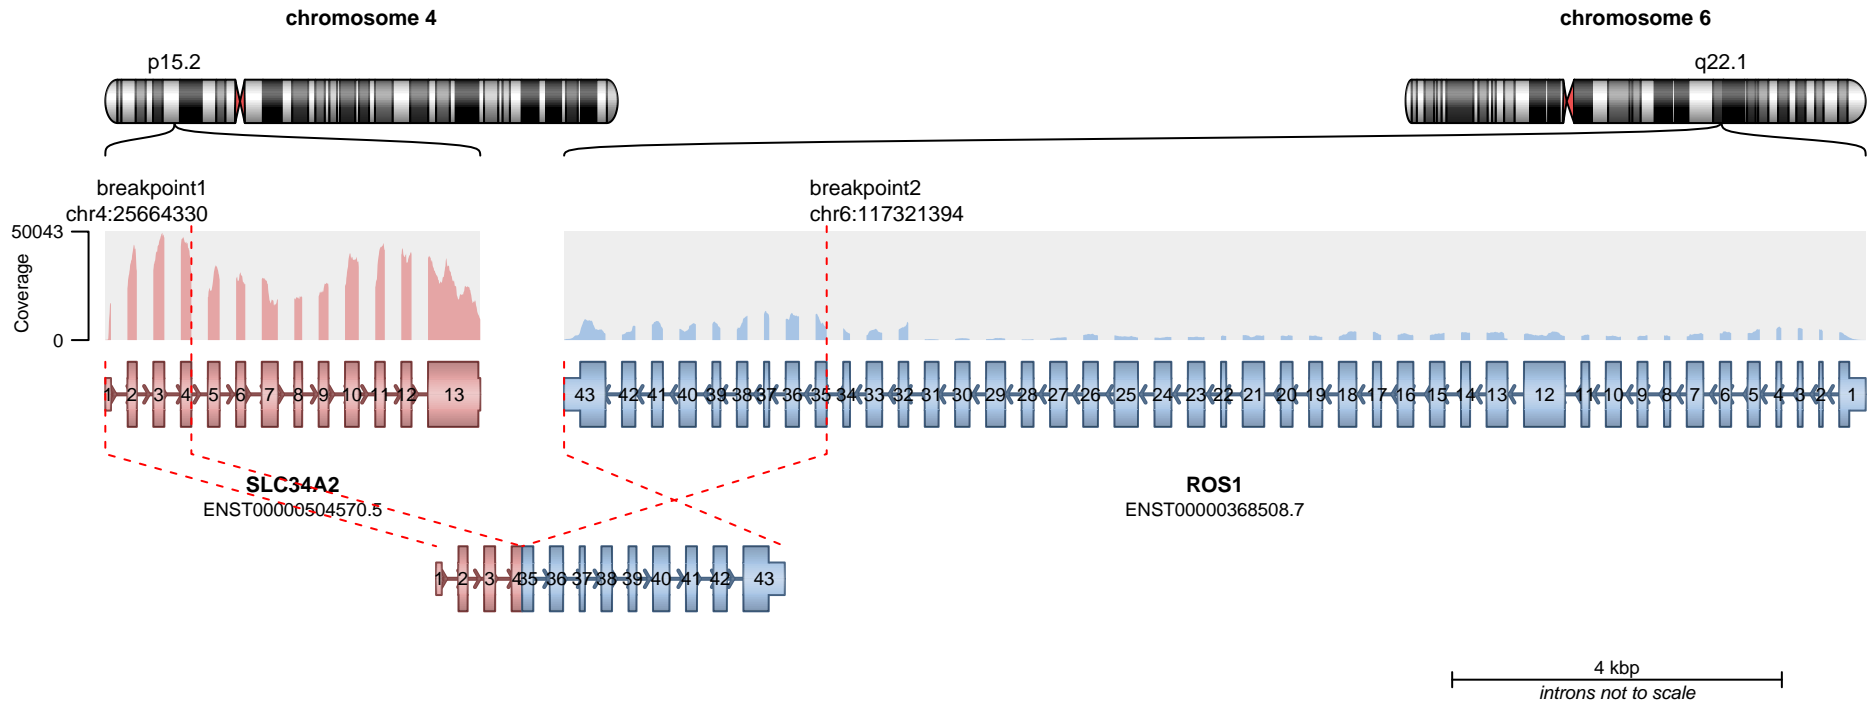 chromosome 4
chromosome 6
p15.2
q22.1
breakpoint1
chr4:25664330
breakpoint2
chr6:117321394
50043
Coverage
0
1 2 3 4 5 6 7 8 9 10 11 12 13
43 42 41 40 39 38 37 36 35 34 33 32 31 30 29 28 27 26 25 24 23 22 21 20 19 18 17 16 15 14 13 12 11 10 9 8 7 6 5 4 3 2 1
SLC34A2
ENST00000504570.5
ROS1
ENST00000368508.7
1 2 3 4 35 36 37 38 39 40 41 42 43
4 kbp
introns not to scale